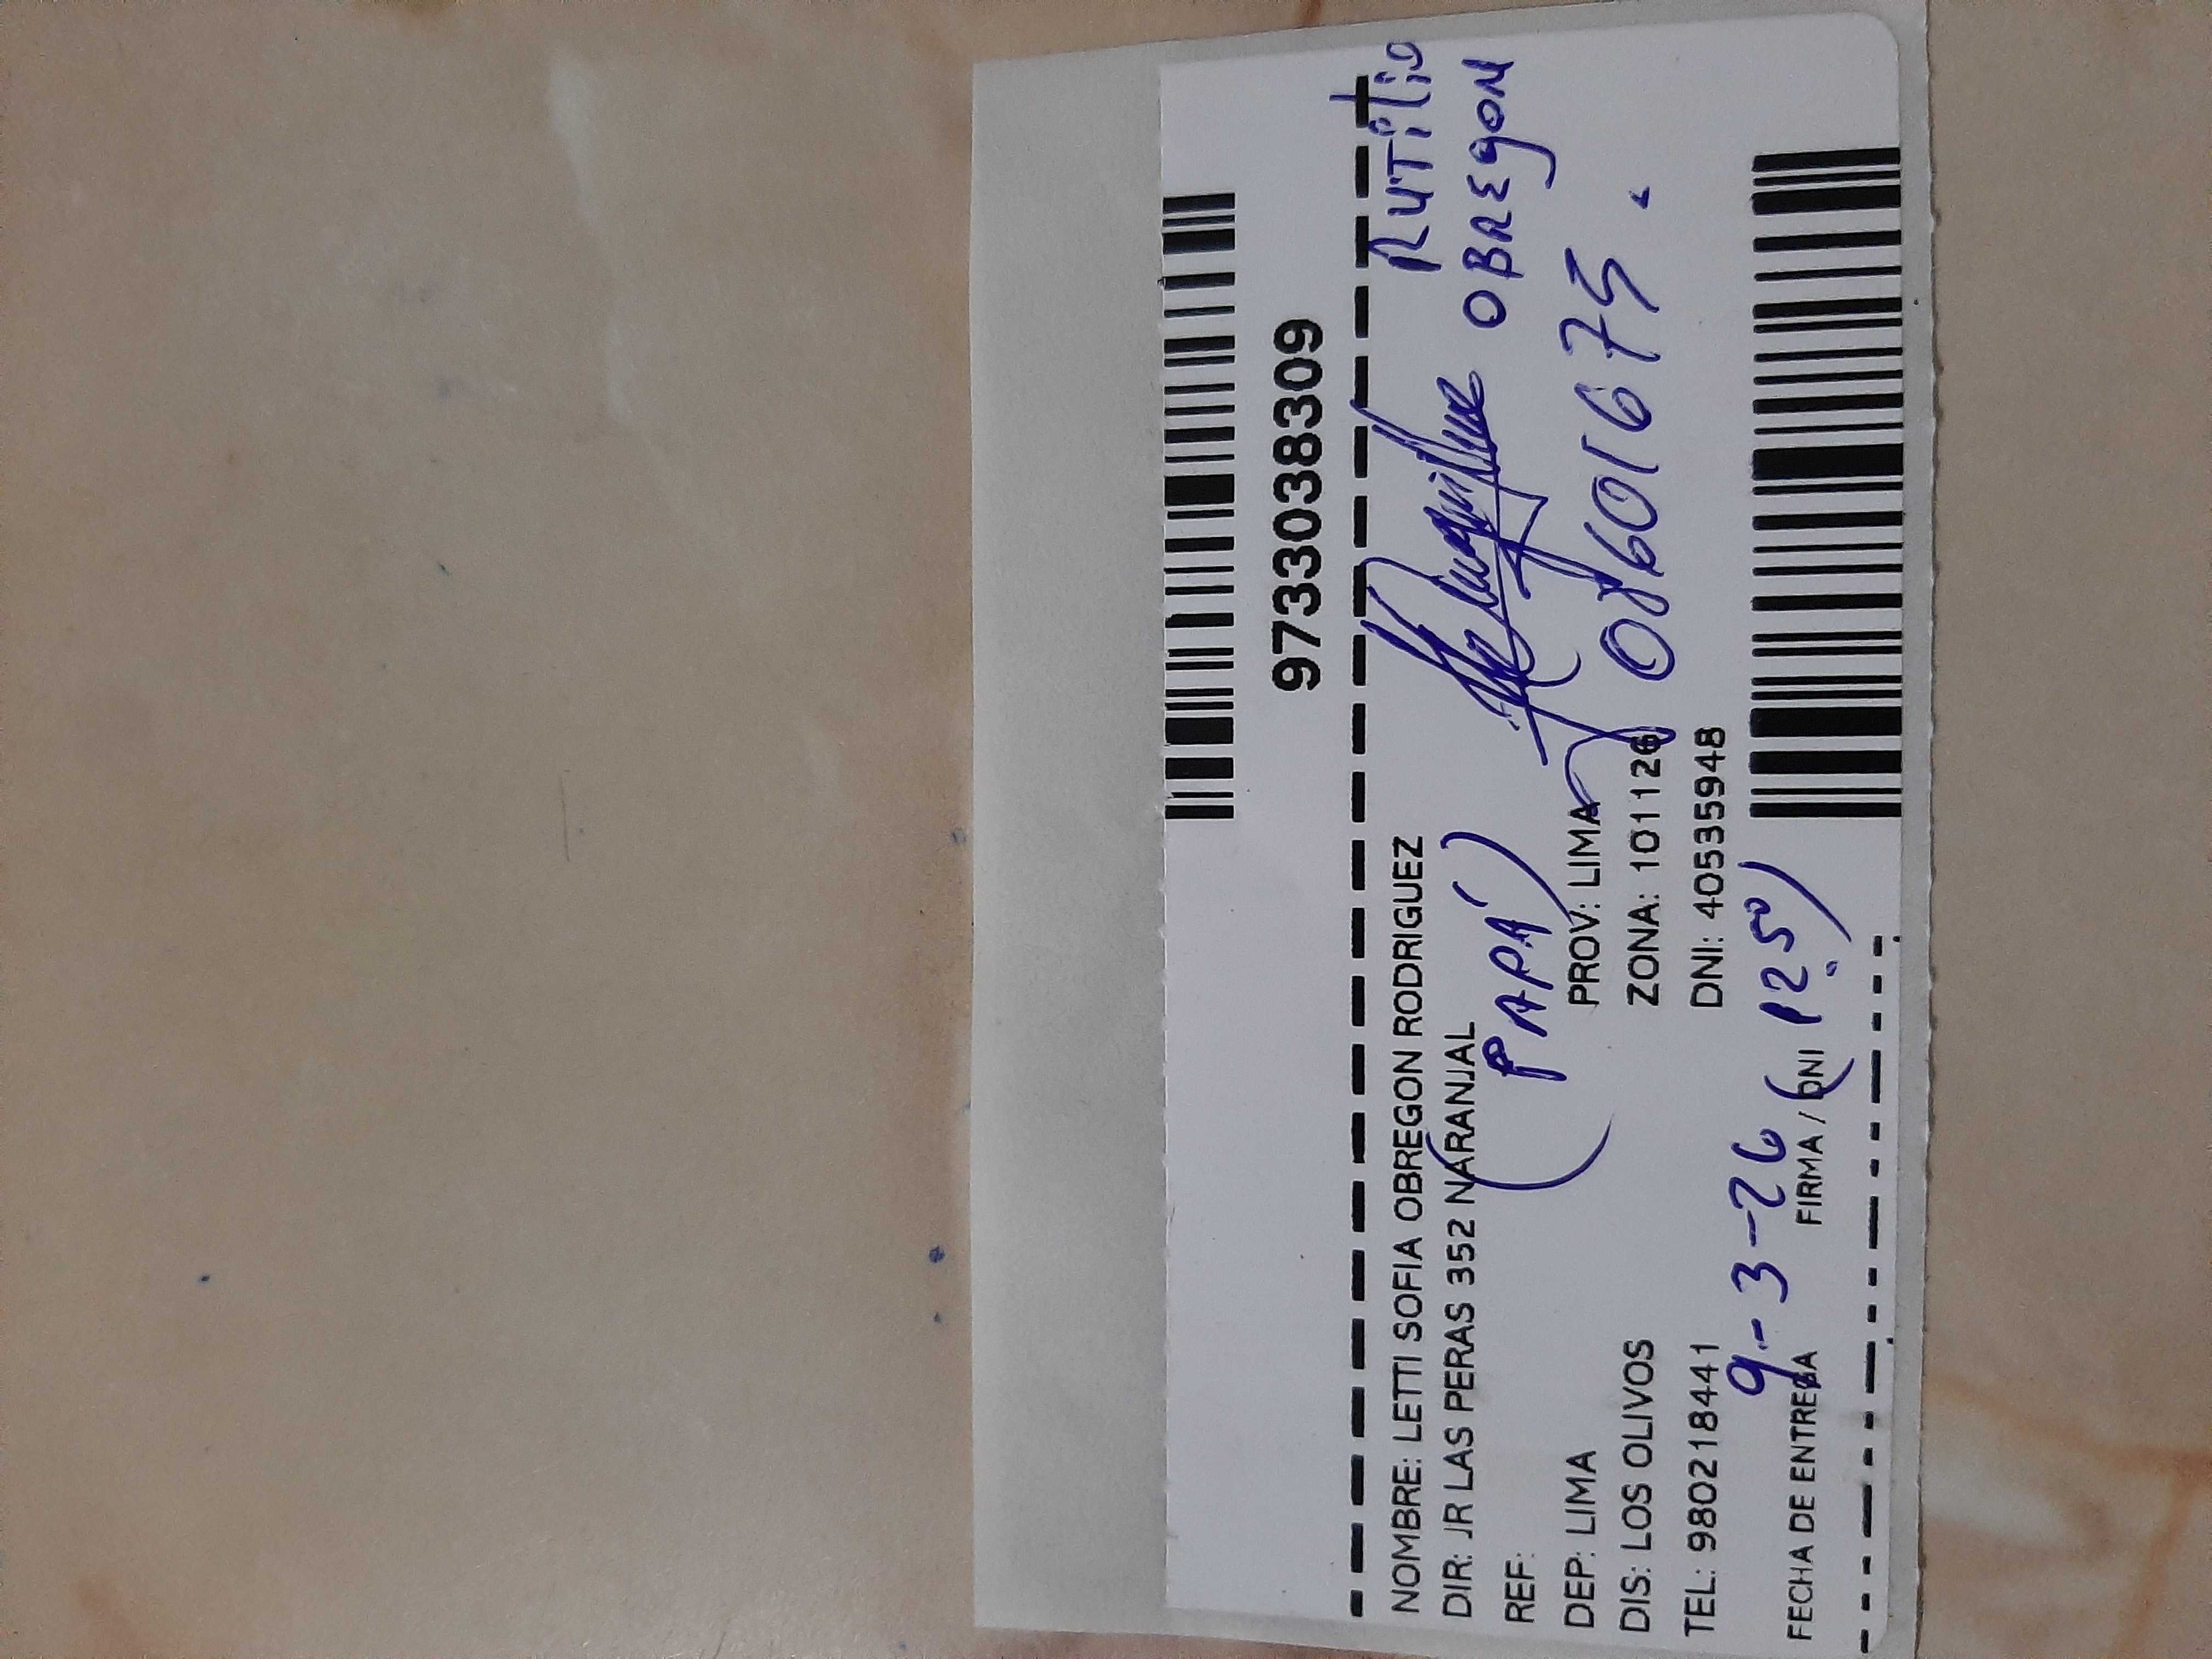 9733038309
Rutilio
OBREGON
NOMBRE: LETTI SOFIA OBREGON RODRIGUEZ
DIR: JR LAS PERAS 352 NARANJAL
REF:
(PAPÁ)
DEP: LIMA PROV: LIMA
08601675.
DIS: LOS OLIVOS ZONA: 101126
TEL: 980218441 DNI: 40535948
9-3-26 (12:50)
FECHA DE ENTREGA FIRMA / DNI